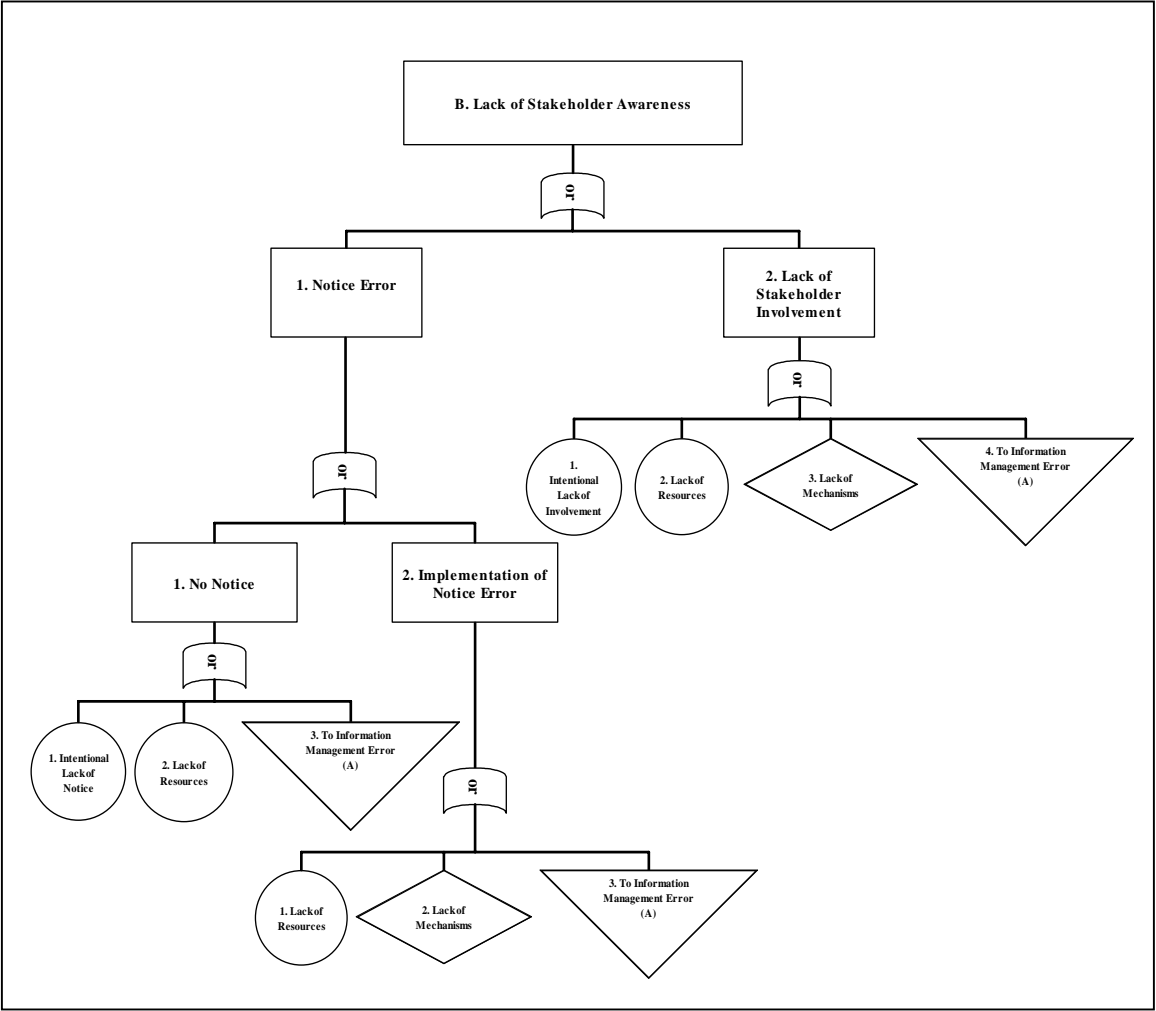 B. Lack of Stakeholder Awareness
or
1. Notice Error
2. Lack of
Stakeholder
Involvement
or
1.
Intentional
Lackof
Involvement
2. Lackof
Resources
3. Lackof
Mechanisms
4. To Information
Management Error
(A)
or
1. No Notice
2. Implementation of
Notice Error
or
1. Intentional
Lackof
Notice
2. Lackof
Resources
3. To Information
Management Error
(A)
or
1. Lackof
Resources
2. Lackof
Mechanisms
3. To Information
Management Error
(A)